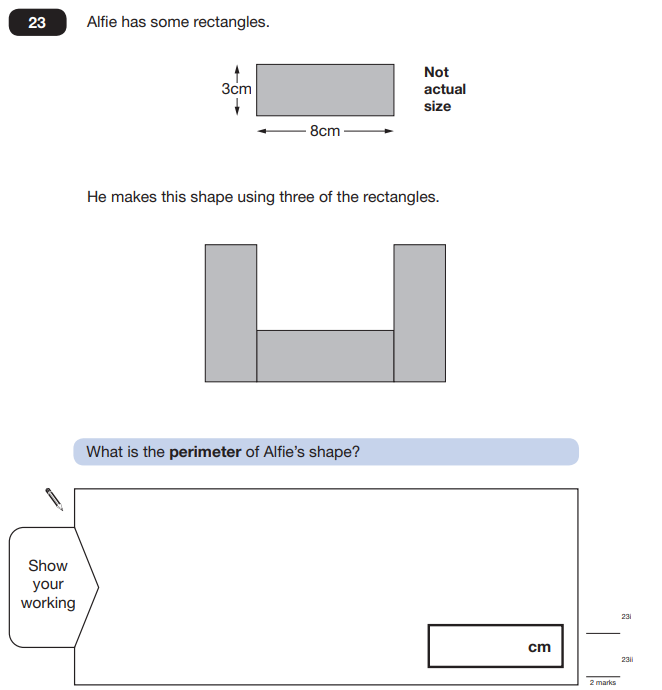 23 Alfie has some rectangles.
3cm
Not
actual
size
8cm
He makes this shape using three of the rectangles.
What is the perimeter of Alfie's shape?
Show
your
working
cm
23i
23ii
2 marks